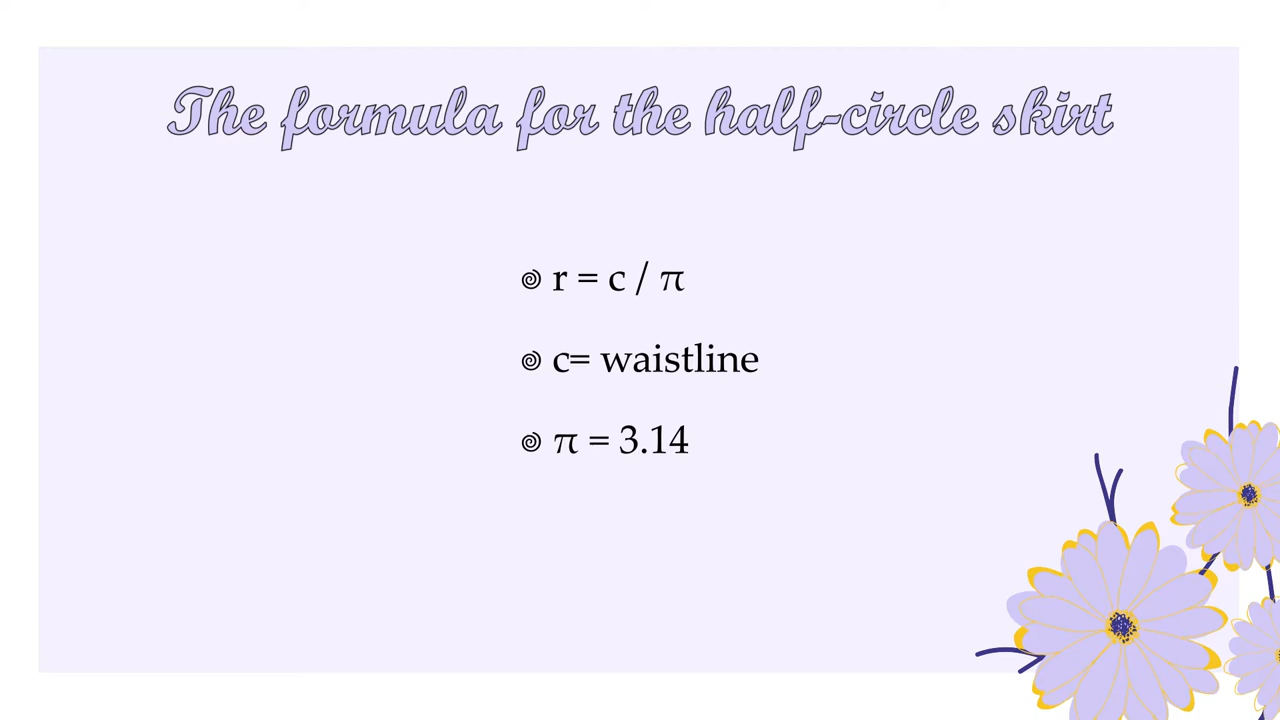 The formula for the half-circle skirt
r = c / π
c= waistline
π = 3.14